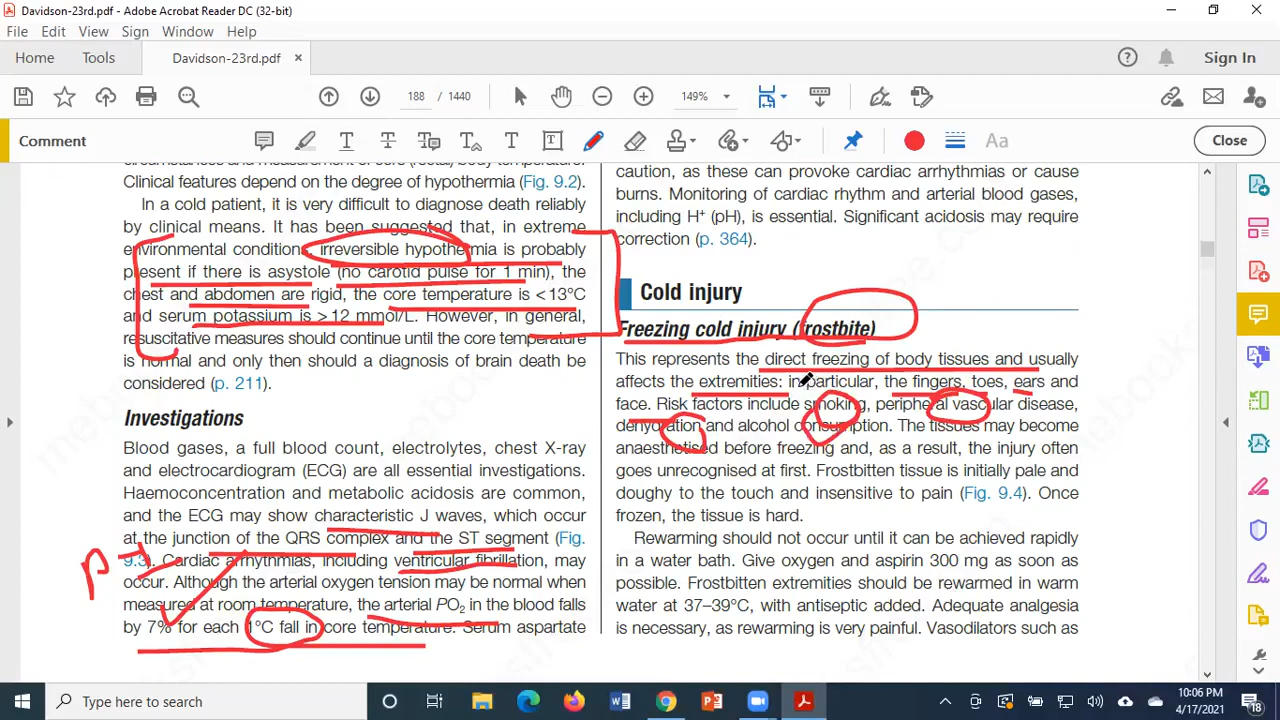 Davidson-23rd.pdf - Adobe Acrobat Reader DC (32-bit)
File Edit View Sign Window Help
Home Tools Davidson-23rd.pdf × Sign In
188 / 1440 149%
Comment Close
circumstances and measurement of core (rectal) body temperature.
Clinical features depend on the degree of hypothermia (Fig. 9.2).
In a cold patient, it is very difficult to diagnose death reliably
by clinical means. It has been suggested that, in extreme
environmental conditions, irreversible hypothermia is probably
present if there is asystole (no carotid pulse for 1 min), the
chest and abdomen are rigid, the core temperature is <13°C
and serum potassium is >12 mmol/L. However, in general,
resuscitative measures should continue until the core temperature
is normal and only then should a diagnosis of brain death be
considered (p. 211).
Investigations
Blood gases, a full blood count, electrolytes, chest X-ray
and electrocardiogram (ECG) are all essential investigations.
Haemoconcentration and metabolic acidosis are common,
and the ECG may show characteristic J waves, which occur
at the junction of the QRS complex and the ST segment (Fig.
9.3). Cardiac arrhythmias, including ventricular fibrillation, may
occur. Although the arterial oxygen tension may be normal when
measured at room temperature, the arterial PO₂ in the blood falls
by 7% for each 1°C fall in core temperature. Serum aspartate
caution, as these can provoke cardiac arrhythmias or cause
burns. Monitoring of cardiac rhythm and arterial blood gases,
including H⁺ (pH), is essential. Significant acidosis may require
correction (p. 364).
Cold injury
Freezing cold injury (frostbite)
This represents the direct freezing of body tissues and usually
affects the extremities: in particular, the fingers, toes, ears and
face. Risk factors include smoking, peripheral vascular disease,
dehydration and alcohol consumption. The tissues may become
anaesthetised before freezing and, as a result, the injury often
goes unrecognised at first. Frostbitten tissue is initially pale and
doughy to the touch and insensitive to pain (Fig. 9.4). Once
frozen, the tissue is hard.
Rewarming should not occur until it can be achieved rapidly
in a water bath. Give oxygen and aspirin 300 mg as soon as
possible. Frostbitten extremities should be rewarmed in warm
water at 37–39°C, with antiseptic added. Adequate analgesia
is necessary, as rewarming is very painful. Vasodilators such as
Type here to search
10:06 PM
4/17/2021
18